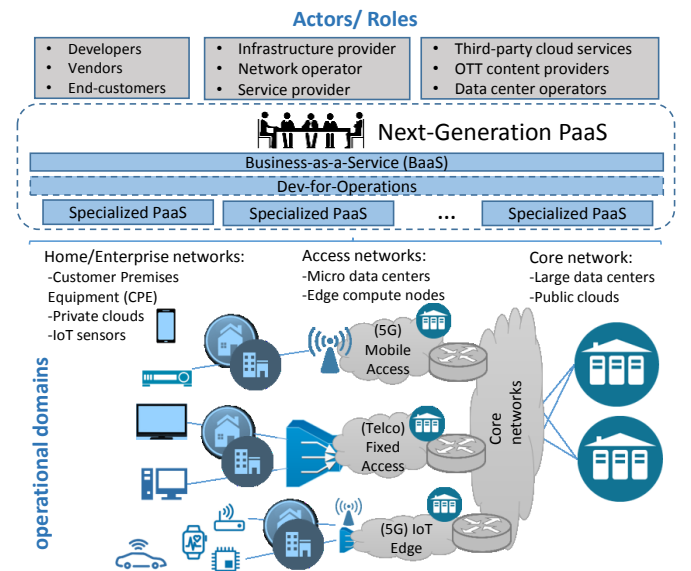 Actors/ Roles
• Developers
• Vendors
• End-customers
• Infrastructure provider
• Network operator
• Service provider
• Third-party cloud services
• OTT content providers
• Data center operators
Next-Generation PaaS
Business-as-a-Service (BaaS)
Dev-for-Operations
Specialized PaaS
Specialized PaaS
...
Specialized PaaS
Home/Enterprise networks:
-Customer Premises
Equipment (CPE)
-Private clouds
-IoT sensors
Access networks:
-Micro data centers
-Edge compute nodes
Core network:
-Large data centers
-Public clouds
(5G)
Mobile
Access
(Telco)
Fixed
Access
(5G) IoT
Edge
Core
networks
operational domains